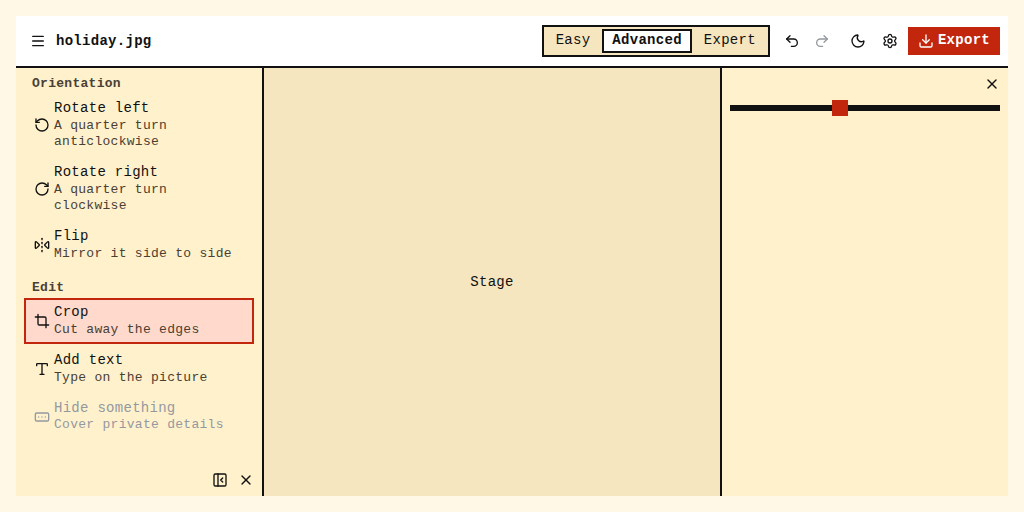 holiday.jpg
Easy
Advanced
Expert
Export
Orientation
Rotate left
A quarter turn
anticlockwise
Rotate right
A quarter turn
clockwise
Flip
Mirror it side to side
Edit
Crop
Cut away the edges
Add text
Type on the picture
Hide something
Cover private details
Stage